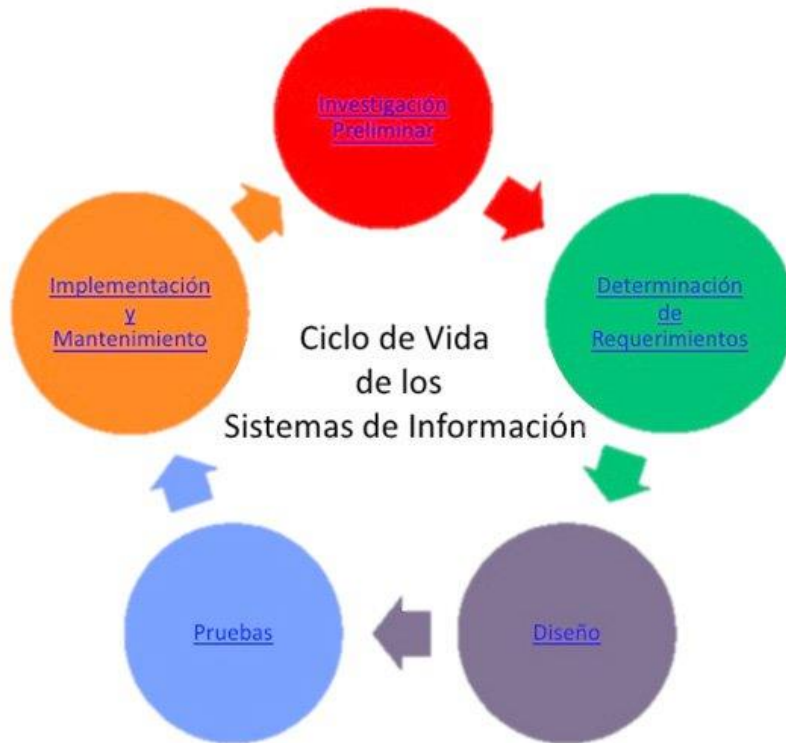 Investigación
Preliminar
Determinación
de
Requerimientos
Diseño
Pruebas
Implementación
y
Mantenimiento
Ciclo de Vida
de los
Sistemas de Información